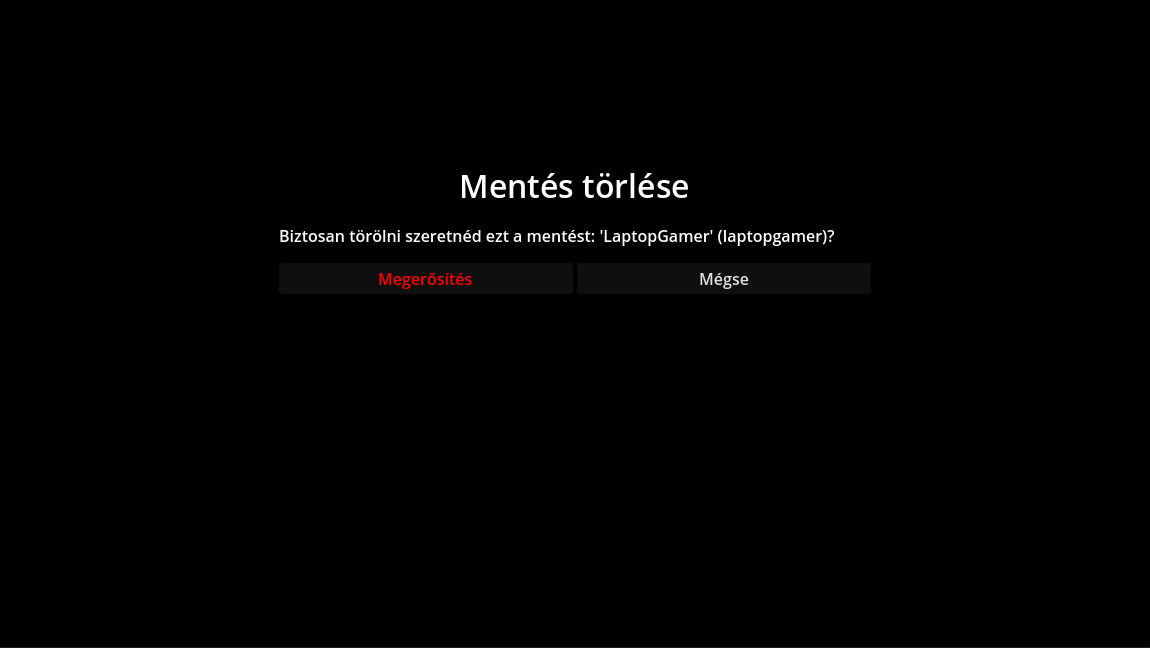 Mentés törlése
Biztosan törölni szeretnéd ezt a mentést: 'LaptopGamer' (laptopgamer)?
Megerősítés
Mégse